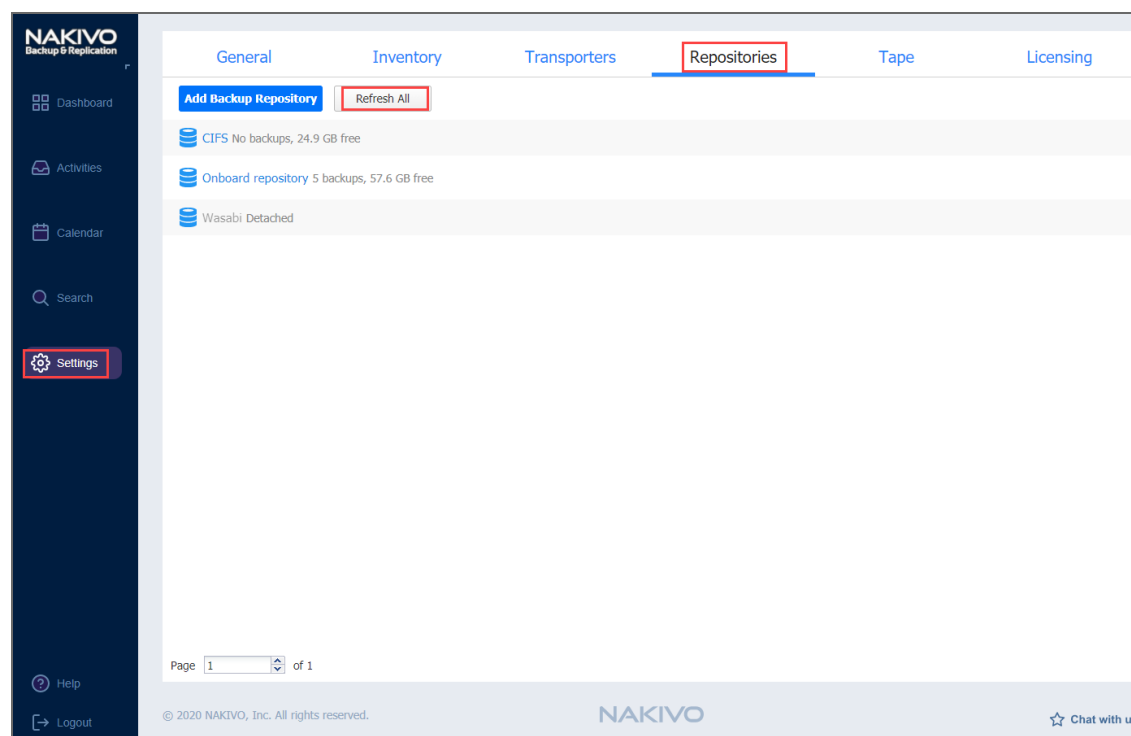 NAKIVO
Backup & Replication
General Inventory Transporters Repositories Tape Licensing
Dashboard
Add Backup Repository Refresh All
CIFS No backups, 24.9 GB free
Activities
Onboard repository 5 backups, 57.6 GB free
Wasabi Detached
Calendar
Search
Settings
Page 1 of 1
Help
© 2020 NAKIVO, Inc. All rights reserved. NAKIVO Chat with u
Logout